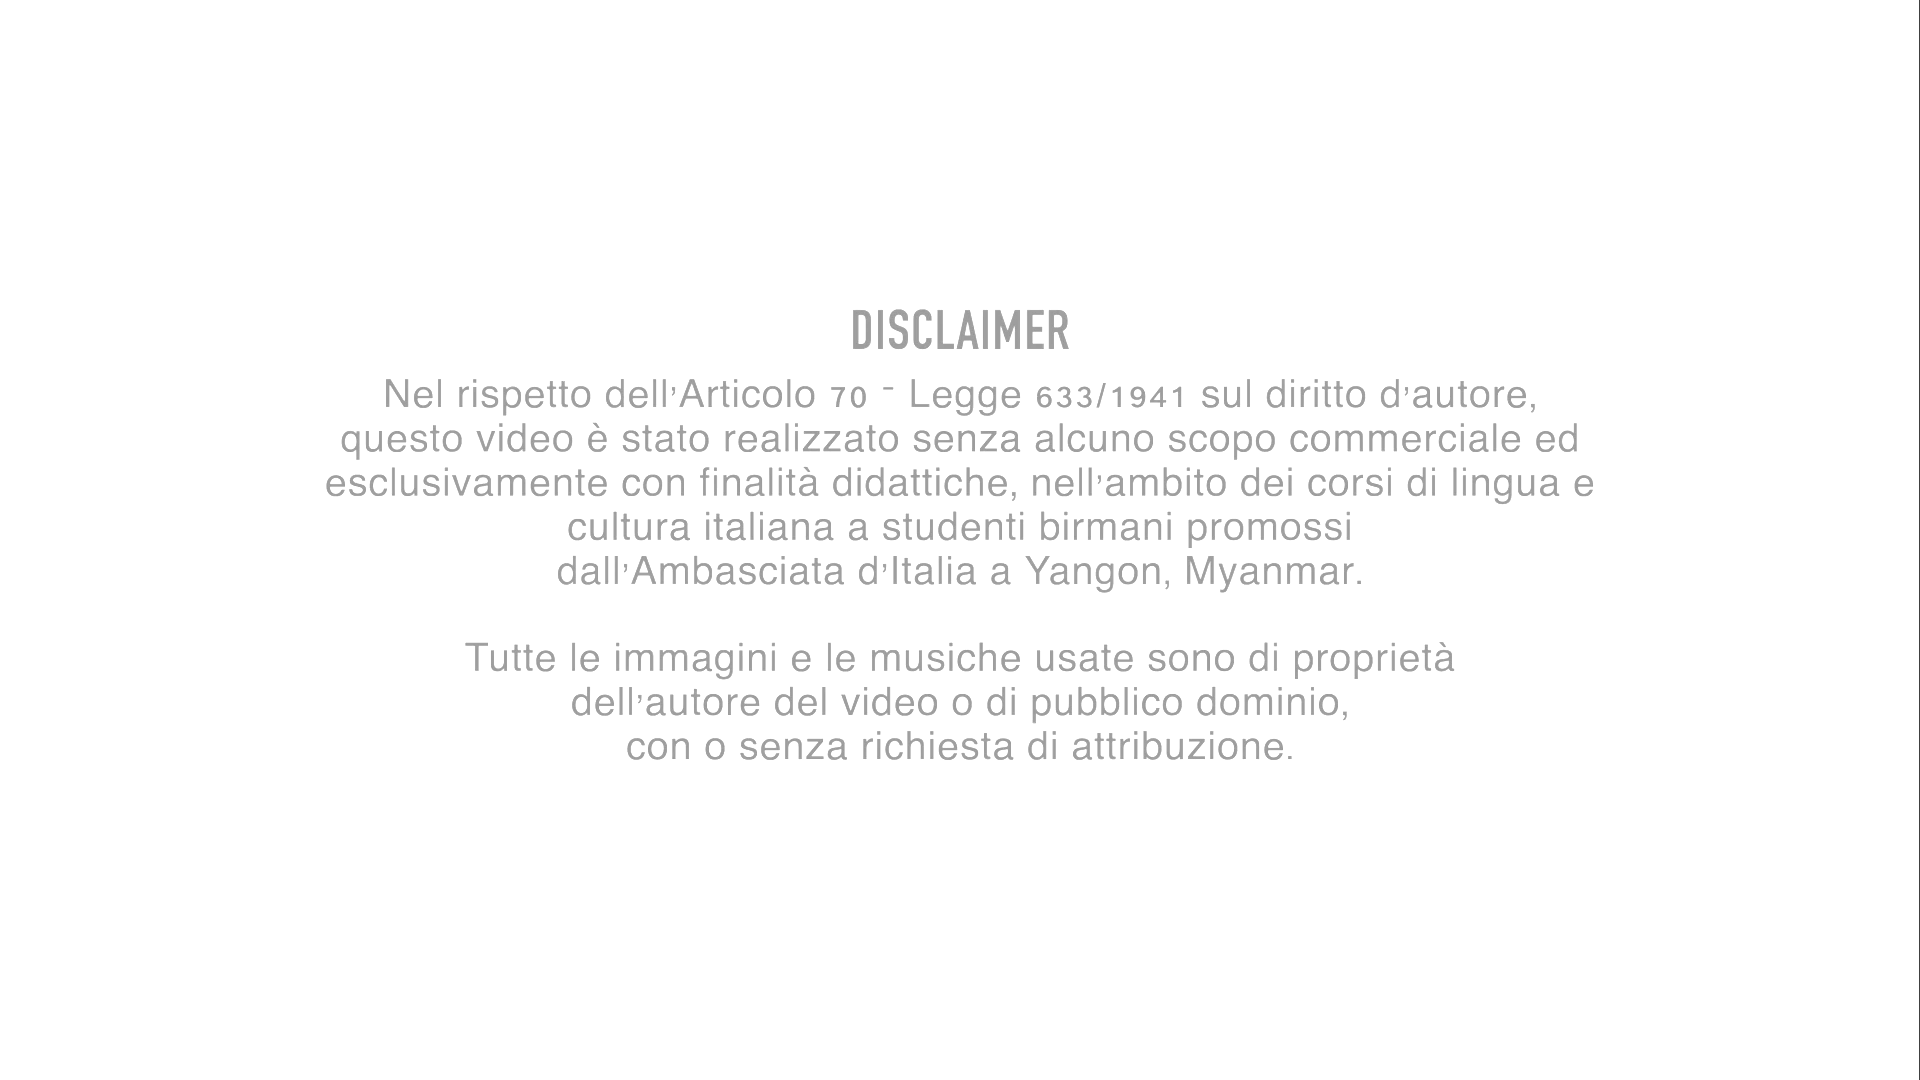 DISCLAIMER
Nel rispetto dell'Articolo 70 - Legge 633/1941 sul diritto d'autore,
questo video è stato realizzato senza alcuno scopo commerciale ed
esclusivamente con finalità didattiche, nell'ambito dei corsi di lingua e
cultura italiana a studenti birmani promossi
dall'Ambasciata d'Italia a Yangon, Myanmar.
Tutte le immagini e le musiche usate sono di proprietà
dell'autore del video o di pubblico dominio,
con o senza richiesta di attribuzione.